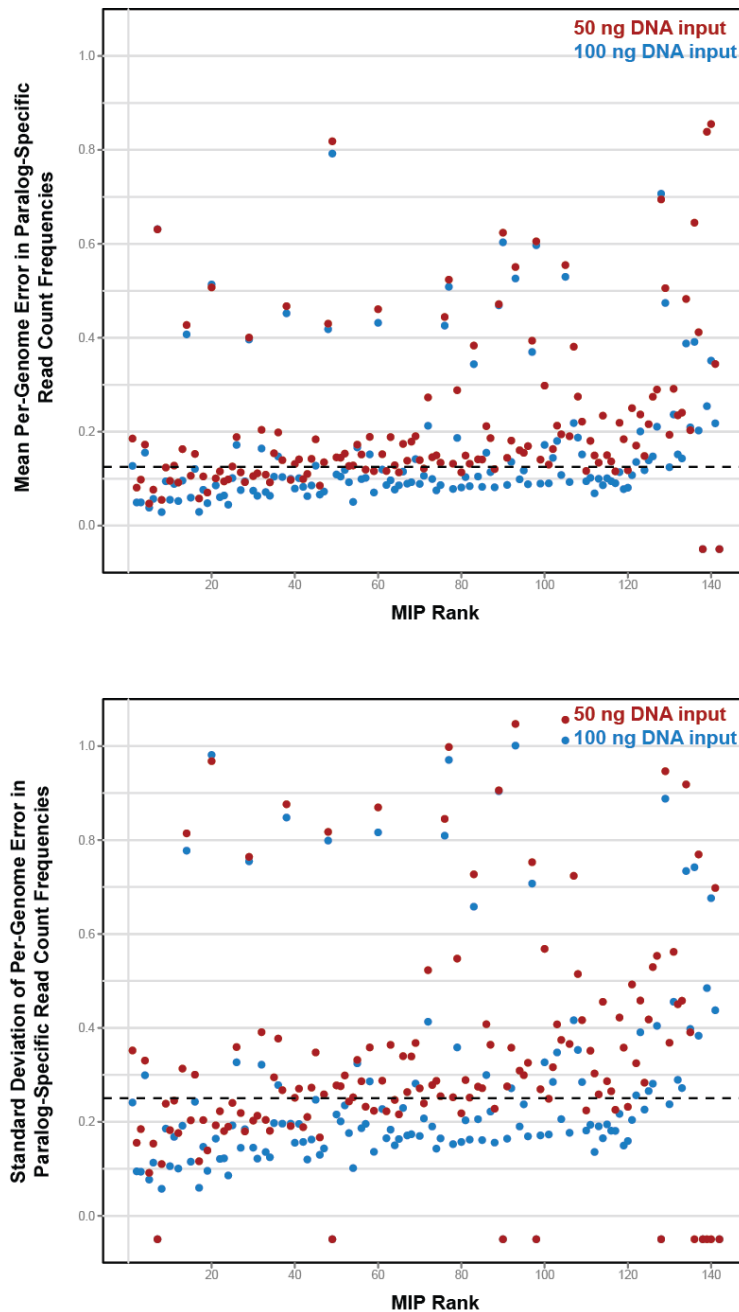 50 ng DNA input
100 ng DNA input
Mean Per-Genome Error in Paralog-Specific
Read Count Frequencies
1.0
0.8
0.6
0.4
0.2
0.0
20 40 60 80 100 120 140
MIP Rank
50 ng DNA input
100 ng DNA input
Standard Deviation of Per-Genome Error in
Paralog-Specific Read Count Frequencies
1.0
0.8
0.6
0.4
0.2
0.0
20 40 60 80 100 120 140
MIP Rank